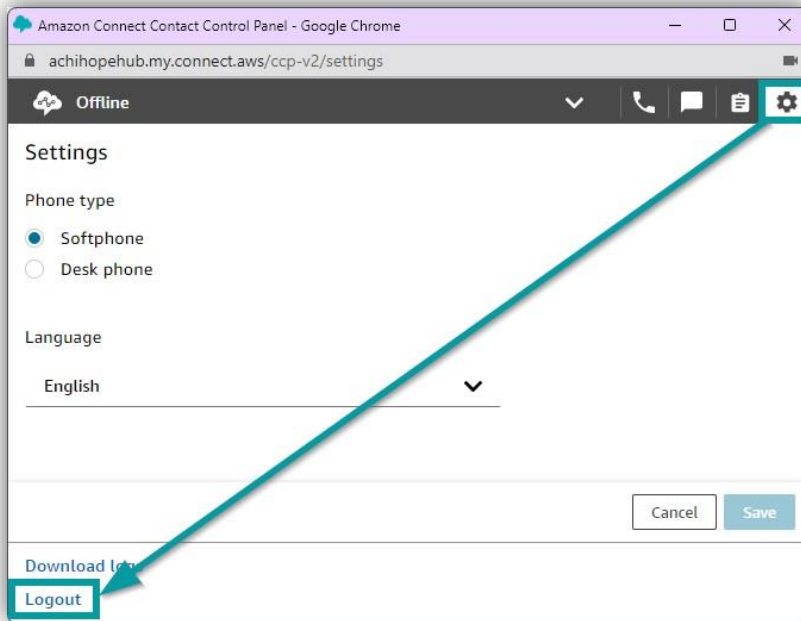 Amazon Connect Contact Control Panel - Google Chrome
achihopehub.my.connect.aws/ccp-v2/settings
Offline
Settings
Phone type
Softphone
Desk phone
Language
English
Cancel Save
Download
Logout